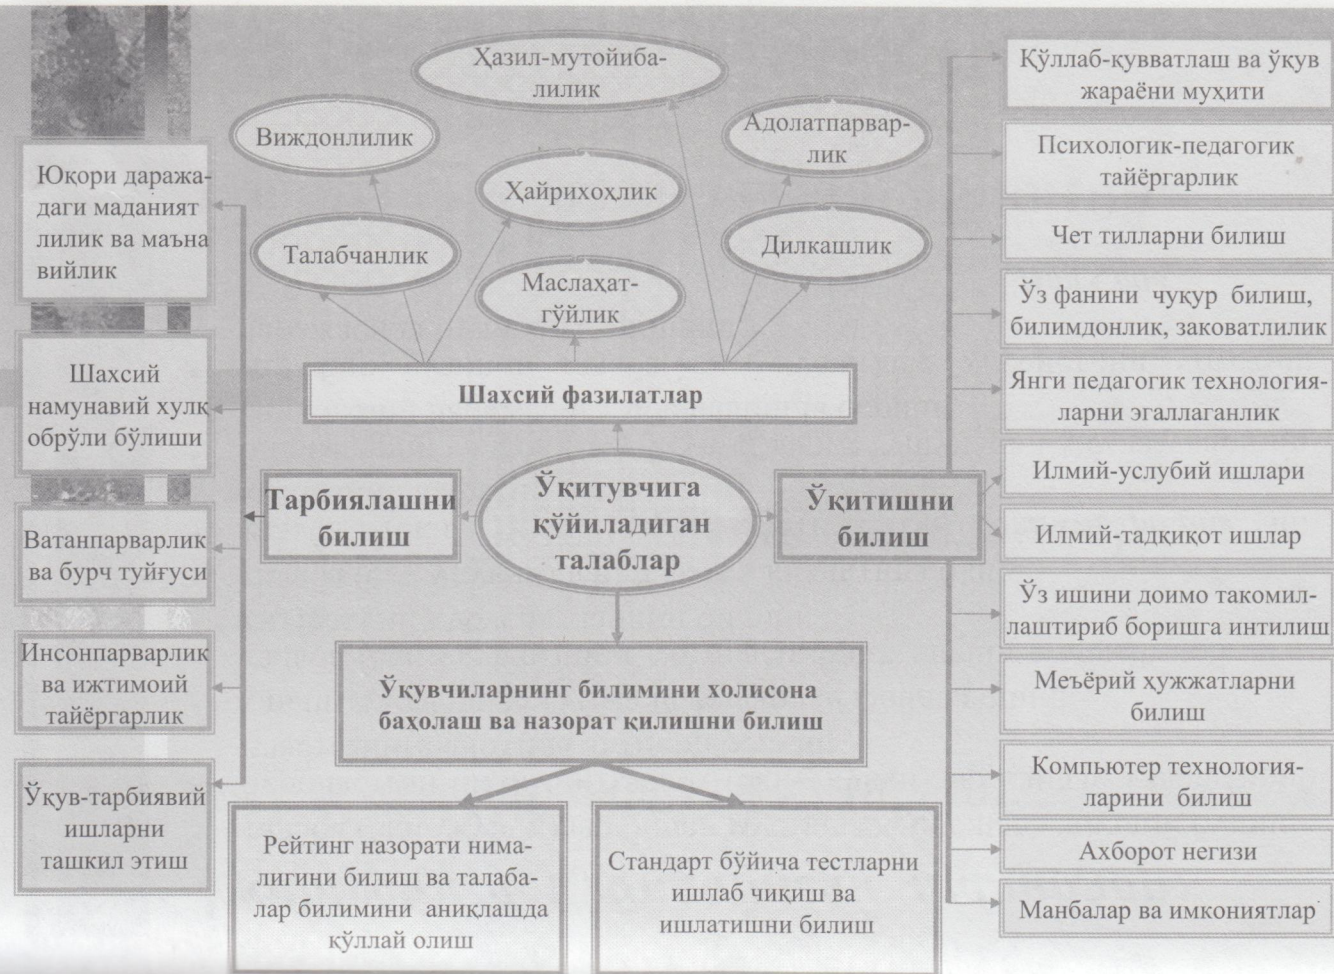 Ҳазил-мутойиба-
лилик
Виждонлилик
Адолатпарвар-
лик
Ҳайрихоҳлик
Талабчанлик
Дилкашлик
Маслаҳат-
гўйлик
Шахсий фазилатлар
Юқори даража-
даги маданият
лилик ва маъна
вийлик
Шахсий
намунавий хулқ
обрўли бўлиши
Ватанпарварлик
ва бурч туйғуси
Инсонпарварлик
ва ижтимоий
тайёргарлик
Ўқув-тарбиявий
ишларни
ташкил этиш
Тарбиялашни
билиш
Ўқитувчига
қўйиладиган
талаблар
Ўқитишни
билиш
Ўқувчиларнинг билимини холисона
баҳолаш ва назорат қилишни билиш
Рейтинг назорати нима-
лигини билиш ва талаба-
лар билимини аниқлашда
қўллай олиш
Стандарт бўйича тестларни
ишлаб чиқиш ва
ишлатишни билиш
Қўллаб-қувватлаш ва ўқув
жараёни муҳити
Психологик-педагогик
тайёргарлик
Чет тилларни билиш
Ўз фанини чуқур билиш,
билимдонлик, заковатлилик
Янги педагогик технология-
ларни эгаллаганлик
Илмий-услубий ишлари
Илмий-тадқиқот ишлар
Ўз ишини доимо такомил-
лаштириб боришга интилиш
Меъёрий ҳужжатларни
билиш
Компьютер технология-
ларини билиш
Ахборот негизи
Манбалар ва имкониятлар